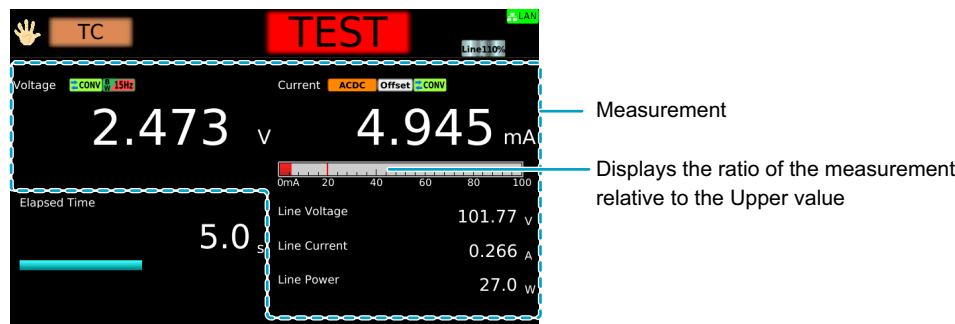 TC
TEST
LAN
Line110%
Voltage CONV BW 15Hz
2.473 V
Current ACDC Offset CONV
4.945 mA
0mA 20 40 60 80 100
Measurement
Displays the ratio of the measurement
relative to the Upper value
Elapsed Time
5.0 s
Line Voltage 101.77 V
Line Current 0.266 A
Line Power 27.0 W